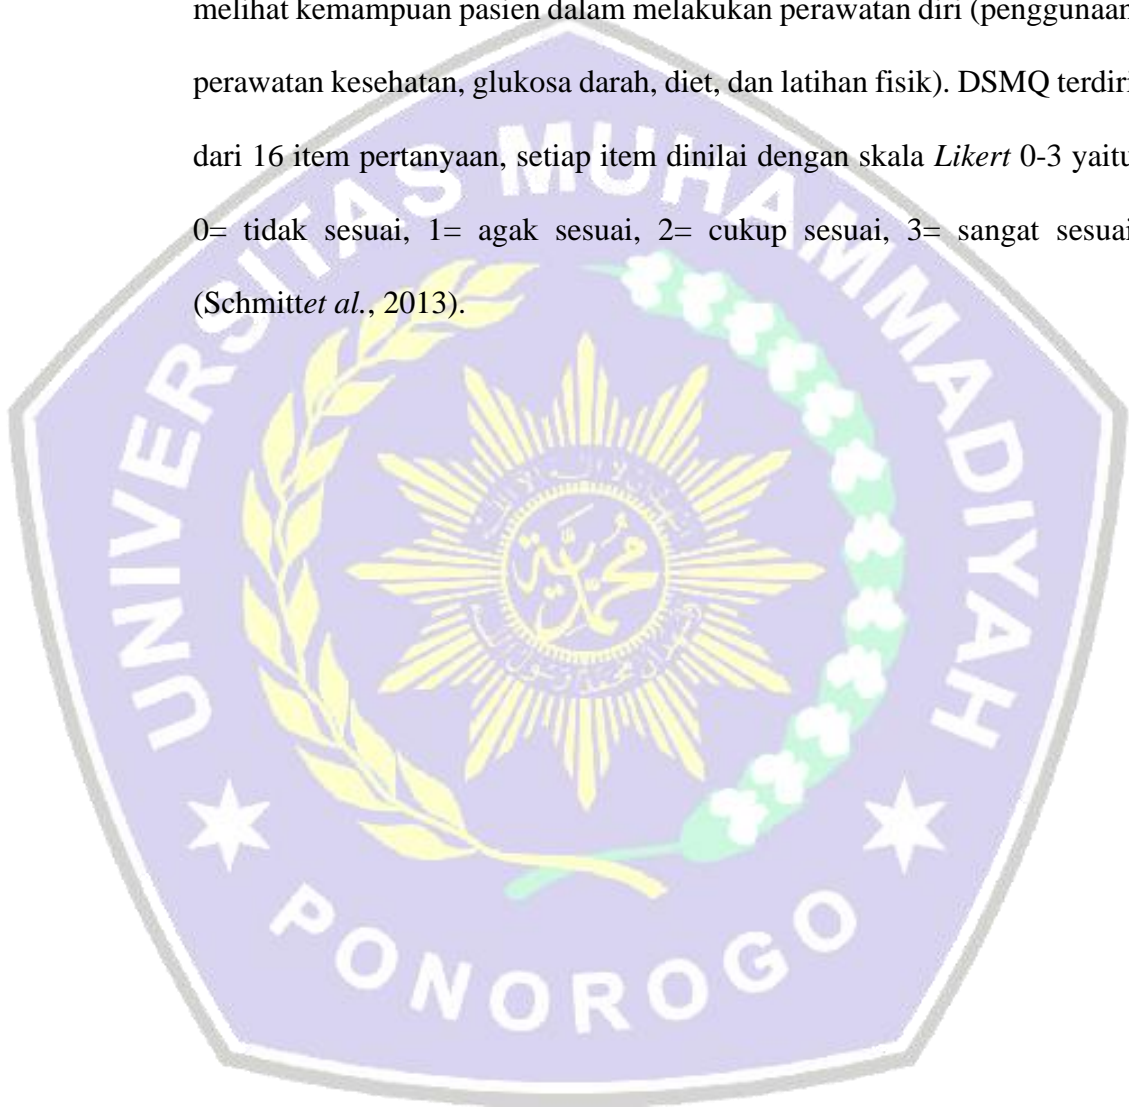 melihat kemampuan pasien dalam melakukan perawatan diri (penggunaan
perawatan kesehatan, glukosa darah, diet, dan latihan fisik). DSMQ terdiri
dari 16 item pertanyaan, setiap item dinilai dengan skala Likert 0-3 yaitu
0= tidak sesuai, 1= agak sesuai, 2= cukup sesuai, 3= sangat sesuai
(Schmittet al., 2013).
UNIVERSITAS MUHAMMADIYAH
محمدية
PONOROGO